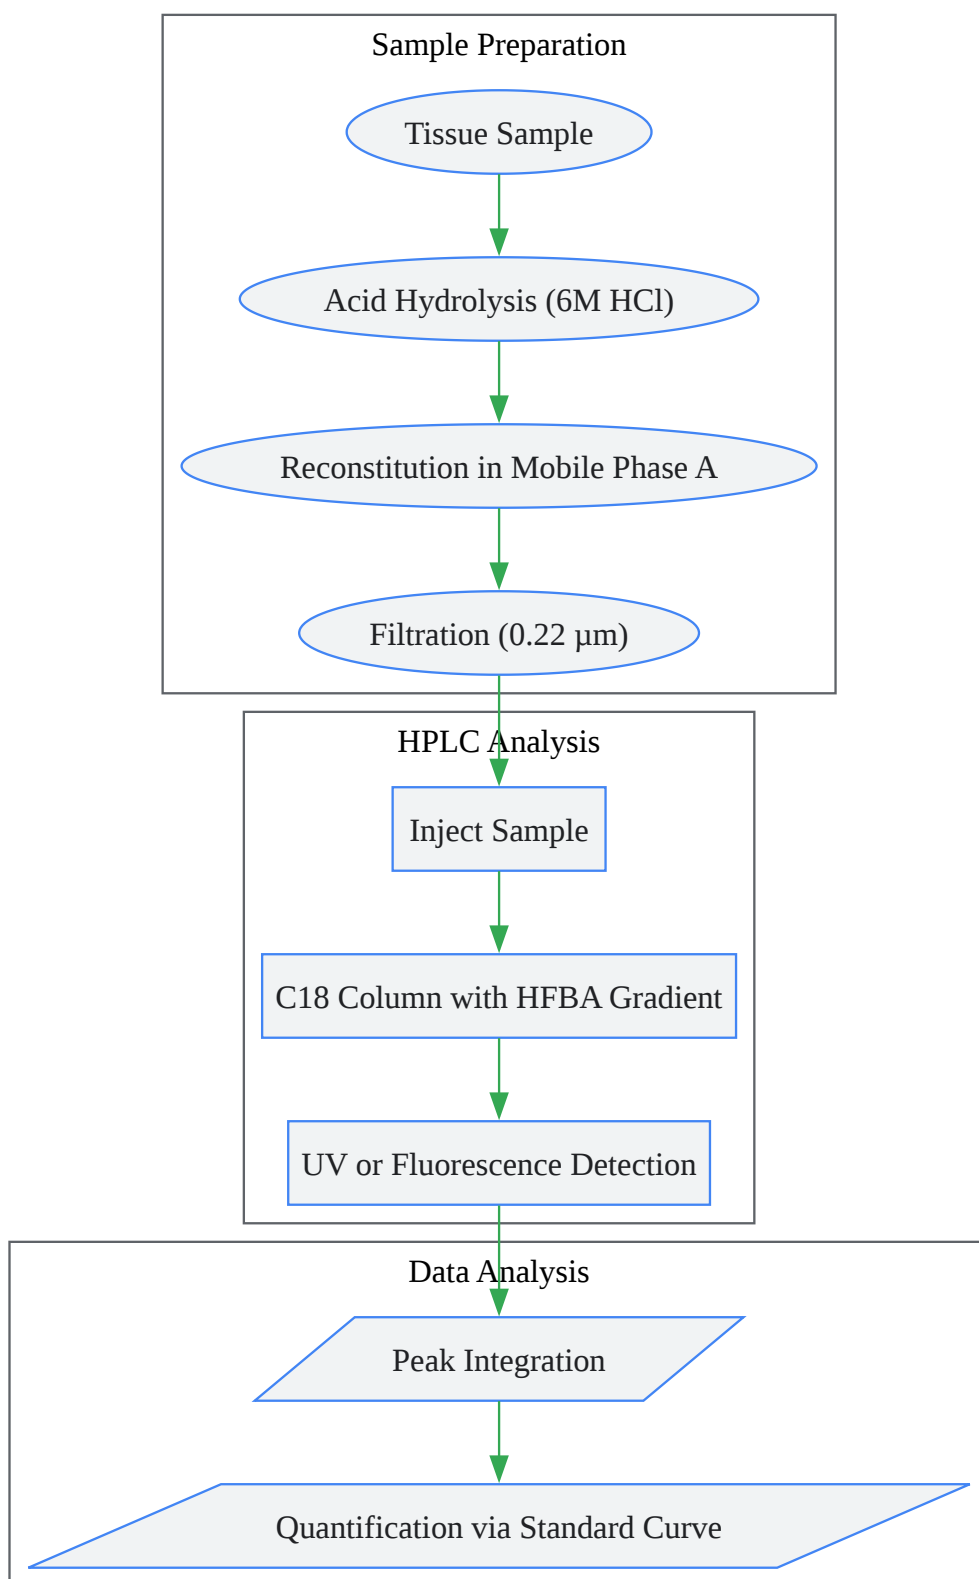 Sample Preparation
Tissue Sample
Acid Hydrolysis (6M HCl)
Reconstitution in Mobile Phase A
Filtration (0.22 µm)
HPLC Analysis
Inject Sample
C18 Column with HFBA Gradient
UV or Fluorescence Detection
Data Analysis
Peak Integration
Quantification via Standard Curve